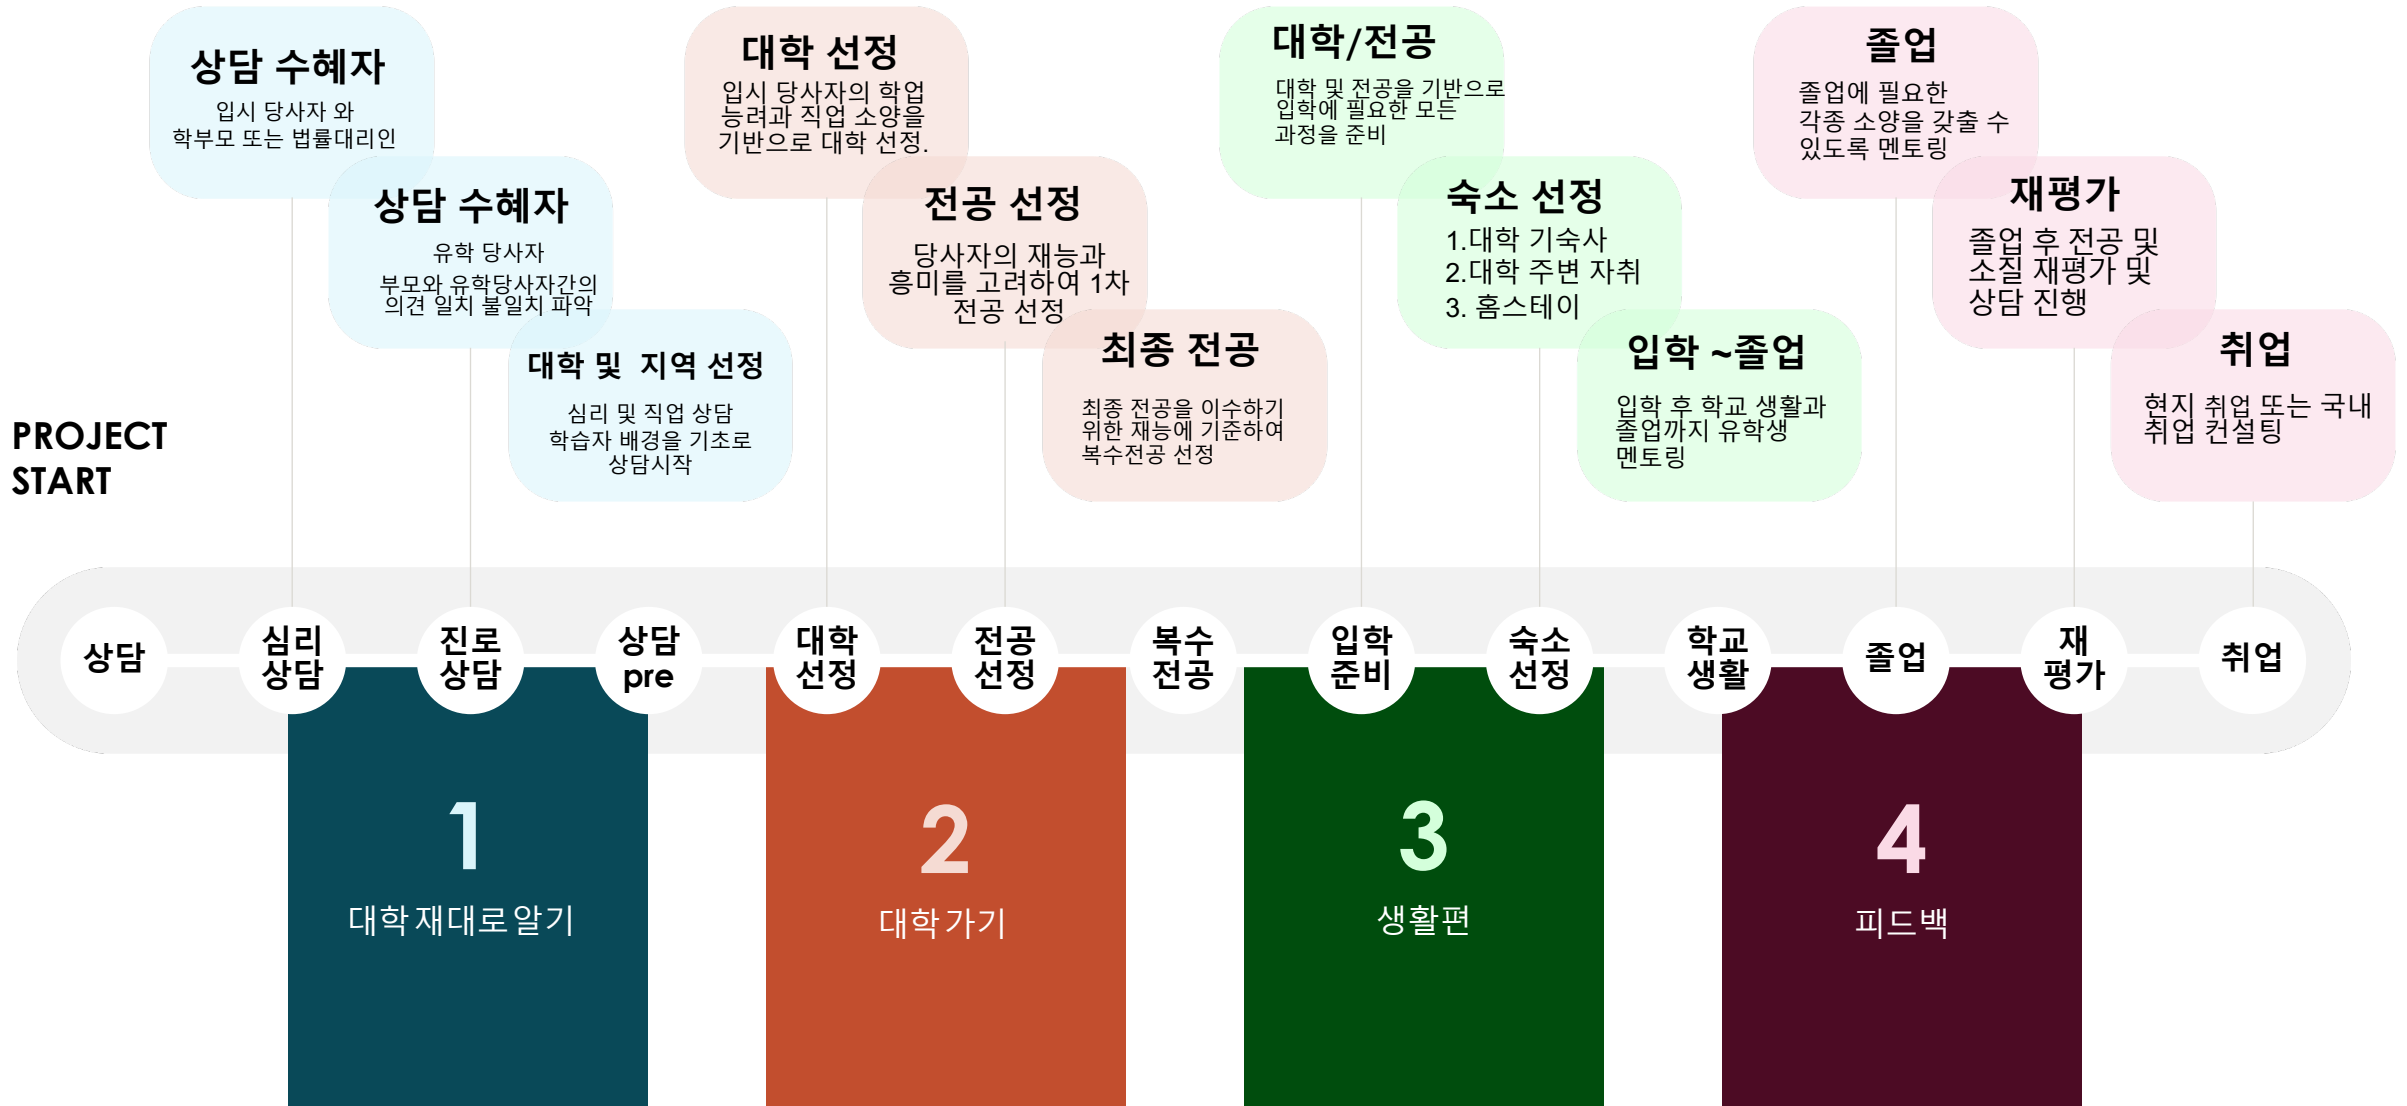 상담 수혜자
입시 당사자 와
학부모 또는 법률대리인
상담 수혜자
유학 당사자
부모와 유학당사자간의
의견 일치 불일치 파악
대학 및 지역 선정
심리 및 직업 상담
학습자 배경을 기초로
상담시작
대학 선정
입시 당사자의 학업
능려과 직업 소양을
기반으로 대학 선정.
전공 선정
당사자의 재능과
흥미를 고려하여 1차
전공 선정
최종 전공
최종 전공을 이수하기
위한 재능에 기준하여
복수전공 선정
대학/전공
대학 및 전공을 기반으로
입학에 필요한 모든
과정을 준비
숙소 선정
1.대학 기숙사
2.대학 주변 자취
3. 홈스테이
입학 ~졸업
입학 후 학교 생활과
졸업까지 유학생
멘토링
졸업
졸업에 필요한
각종 소양을 갖출 수
있도록 멘토링
재평가
졸업 후 전공 및
소질 재평가 및
상담 진행
취업
현지 취업 또는 국내
취업 컨설팅
PROJECT
START
상담
심리
상담
진로
상담
상담
pre
대학
선정
전공
선정
복수
전공
입학
준비
숙소
선정
학교
생활
졸업
재
평가
취업
1
대학재대로알기
2
대학가기
3
생활편
4
피드백